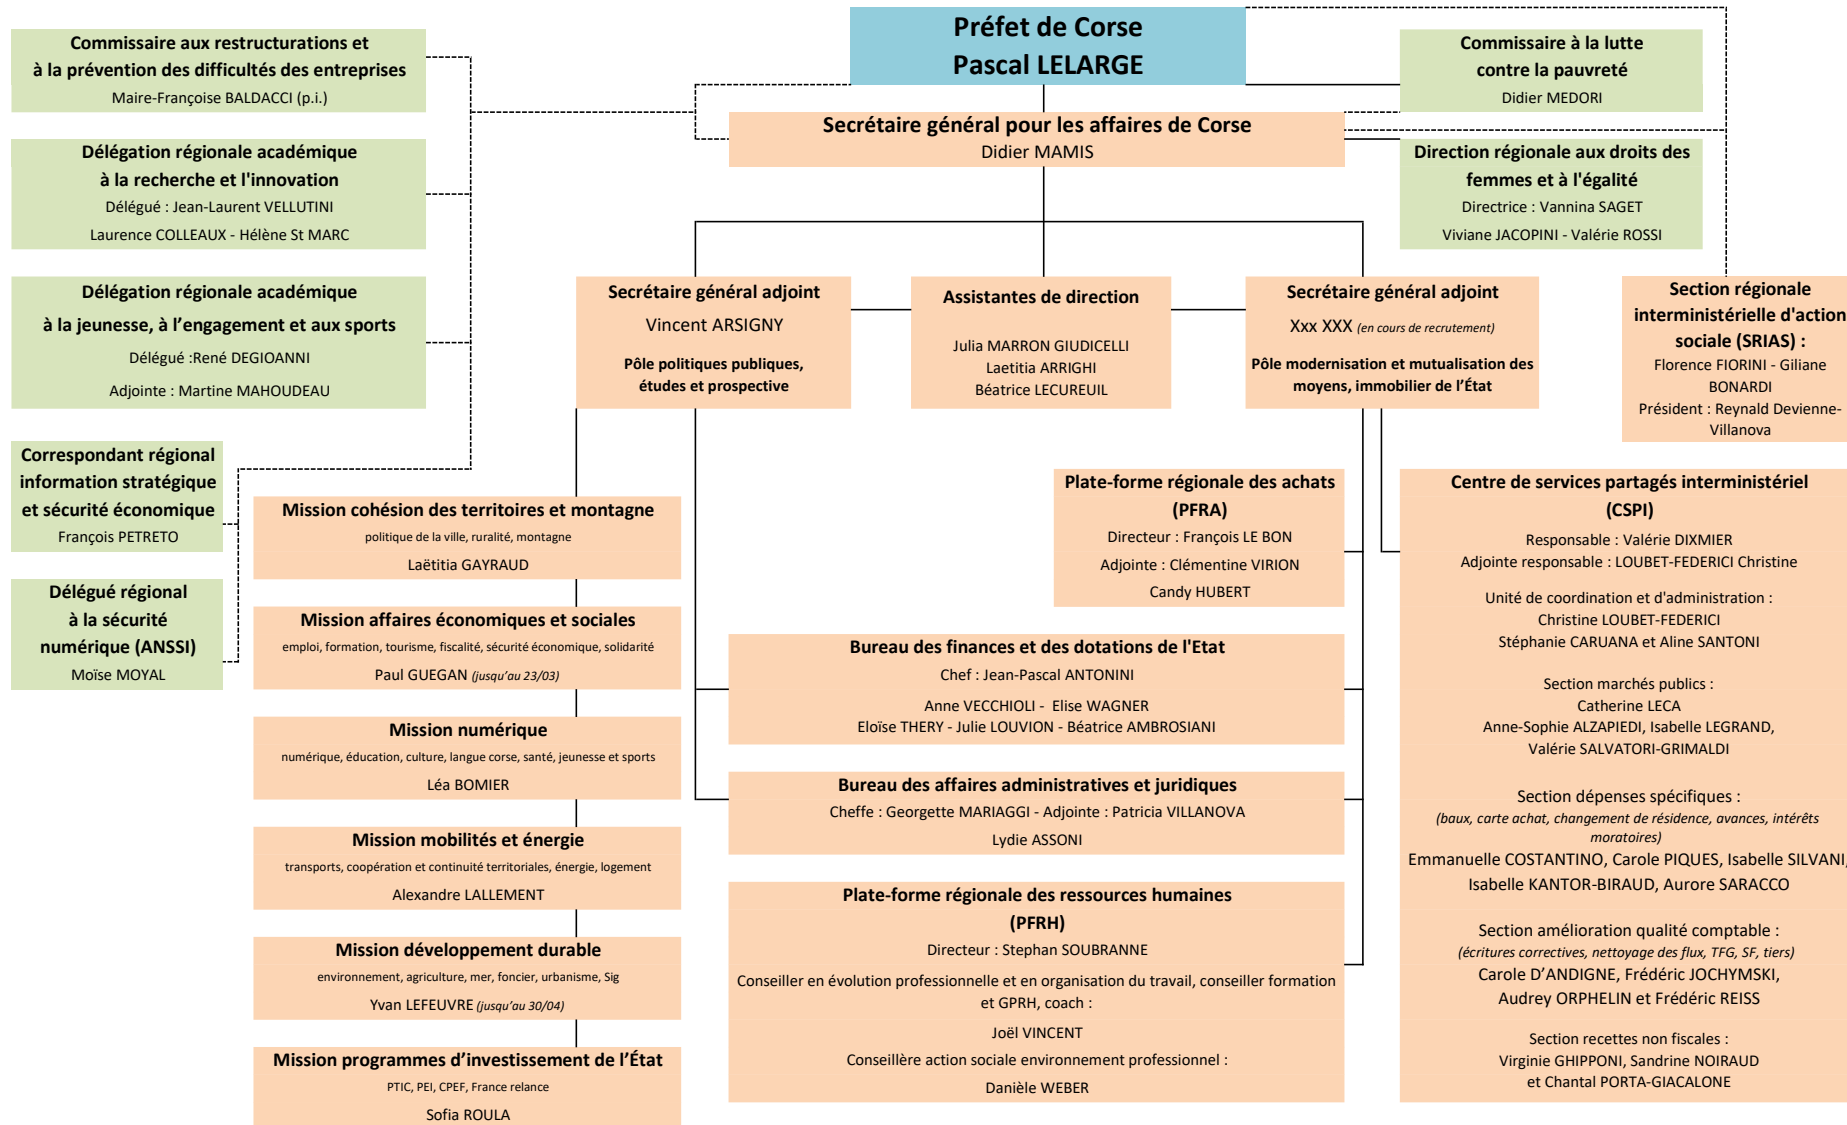 Préfet de Corse
Pascal LELARGE
Commissaire aux restructurations et
à la prévention des difficultés des entreprises
Maire-Françoise BALDACCI (p.i.)
Commissaire à la lutte
contre la pauvreté
Didier MEDORI
Secrétaire général pour les affaires de Corse
Didier MAMIS
Délégation régionale académique
à la recherche et l'innovation
Délégué : Jean-Laurent VELLUTINI
Laurence COLLEAUX - Hélène St MARC
Direction régionale aux droits des
femmes et à l'égalité
Directrice : Vannina SAGET
Viviane JACOPINI - Valérie ROSSI
Délégation régionale académique
à la jeunesse, à l’engagement et aux sports
Délégué :René DEGIOANNI
Adjointe : Martine MAHOUDEAU
Secrétaire général adjoint
Vincent ARSIGNY
Pôle politiques publiques,
études et prospective
Assistantes de direction
Julia MARRON GIUDICELLI
Laetitia ARRIGHI
Béatrice LECUREUIL
Secrétaire général adjoint
Xxx XXX (en cours de recrutement)
Pôle modernisation et mutualisation des
moyens, immobilier de l’État
Section régionale
interministérielle d'action
sociale (SRIAS) :
Florence FIORINI - Giliane
BONARDI
Président : Reynald Devienne-
Villanova
Correspondant régional
information stratégique
et sécurité économique
François PETRETO
Délégué régional
à la sécurité
numérique (ANSSI)
Moïse MOYAL
Mission cohésion des territoires et montagne
politique de la ville, ruralité, montagne
Laëtitia GAYRAUD
Mission affaires économiques et sociales
emploi, formation, tourisme, fiscalité, sécurité économique, solidarité
Paul GUEGAN (jusqu’au 23/03)
Mission numérique
numérique, éducation, culture, langue corse, santé, jeunesse et sports
Léa BOMIER
Mission mobilités et énergie
transports, coopération et continuité territoriales, énergie, logement
Alexandre LALLEMENT
Mission développement durable
environnement, agriculture, mer, foncier, urbanisme, Sig
Yvan LEFEUVRE (jusqu’au 30/04)
Mission programmes d’investissement de l’État
PTIC, PEI, CPEF, France relance
Sofia ROULA
Plate-forme régionale des achats
(PFRA)
Directeur : François LE BON
Adjointe : Clémentine VIRION
Candy HUBERT
Bureau des finances et des dotations de l'Etat
Chef : Jean-Pascal ANTONINI
Anne VECCHIOLI - Elise WAGNER
Eloïse THERY - Julie LOUVION - Béatrice AMBROSIANI
Bureau des affaires administratives et juridiques
Cheffe : Georgette MARIAGGI - Adjointe : Patricia VILLANOVA
Lydie ASSONI
Plate-forme régionale des ressources humaines
(PFRH)
Directeur : Stephan SOUBRANNE
Conseiller en évolution professionnelle et en organisation du travail, conseiller formation
et GPRH, coach :
Joël VINCENT
Conseillère action sociale environnement professionnel :
Danièle WEBER
Centre de services partagés interministériel
(CSPI)
Responsable : Valérie DIXMIER
Adjointe responsable : LOUBET-FEDERICI Christine
Unité de coordination et d'administration :
Christine LOUBET-FEDERICI
Stéphanie CARUANA et Aline SANTONI
Section marchés publics :
Catherine LECA
Anne-Sophie ALZAPIEDI, Isabelle LEGRAND,
Valérie SALVATORI-GRIMALDI
Section dépenses spécifiques :
(baux, carte achat, changement de résidence, avances, intérêts
moratoires)
Emmanuelle COSTANTINO, Carole PIQUES, Isabelle SILVANI,
Isabelle KANTOR-BIRAUD, Aurore SARACCO
Section amélioration qualité comptable :
(écritures correctives, nettoyage des flux, TFG, SF, tiers)
Carole D’ANDIGNE, Frédéric JOCHYMSKI,
Audrey ORPHELIN et Frédéric REISS
Section recettes non fiscales :
Virginie GHIPPONI, Sandrine NOIRAUD
et Chantal PORTA-GIACALONE